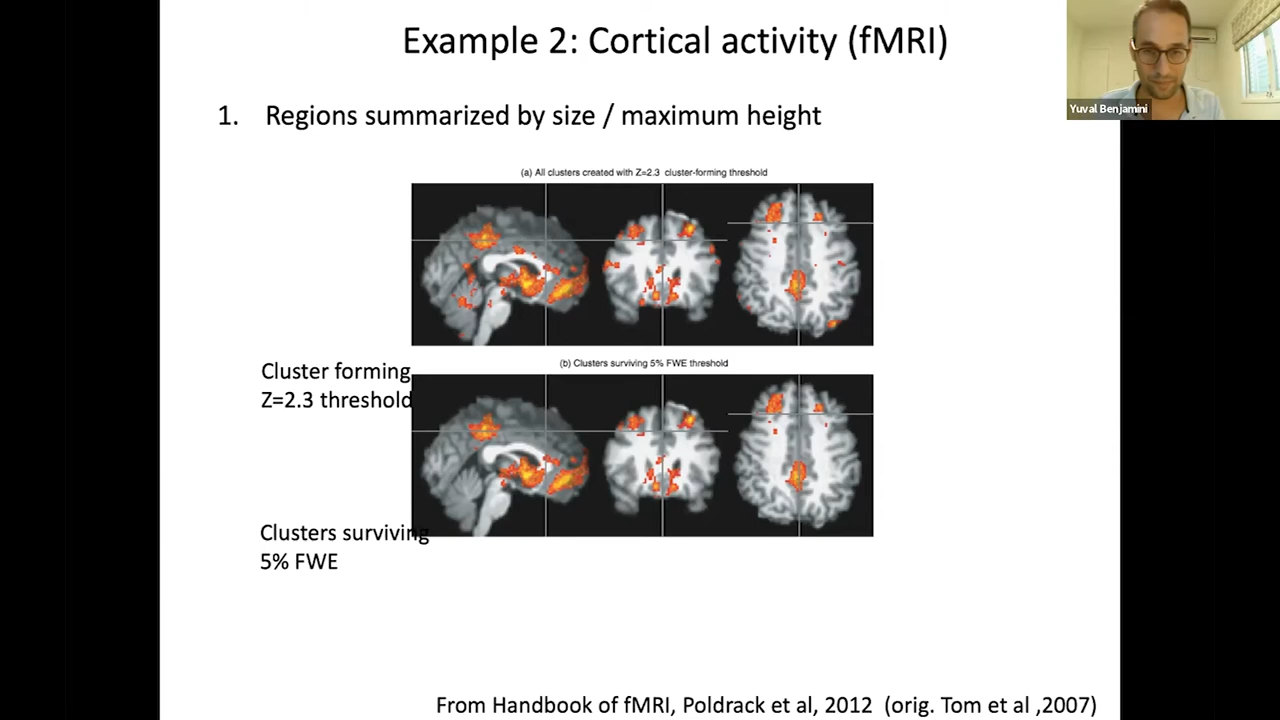 Example 2: Cortical activity (fMRI)
Yuval Benjamini
1. Regions summarized by size / maximum height
(a) All clusters created with Z=2.3 cluster-forming threshold
(b) Clusters surviving 5% FWE threshold
Cluster forming
Z=2.3 threshold
Clusters surviving
5% FWE
From Handbook of fMRI, Poldrack et al, 2012 (orig. Tom et al ,2007)